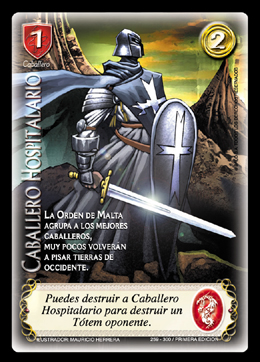 1
2
Caballero
CABALLERO HOSPITALARIO
LA ORDEN DE MALTA
AGRUPA A LOS MEJORES
CABALLEROS,
MUY POCOS VOLVERÁN
A PISAR TIERRAS DE
OCCIDENTE.
Puedes destruir a Caballero
Hospitalario para destruir un
Tótem oponente.
ILUSTRADOR: MAURICIO HERRERA
259 - 300 / PRIMERA EDICIÓN